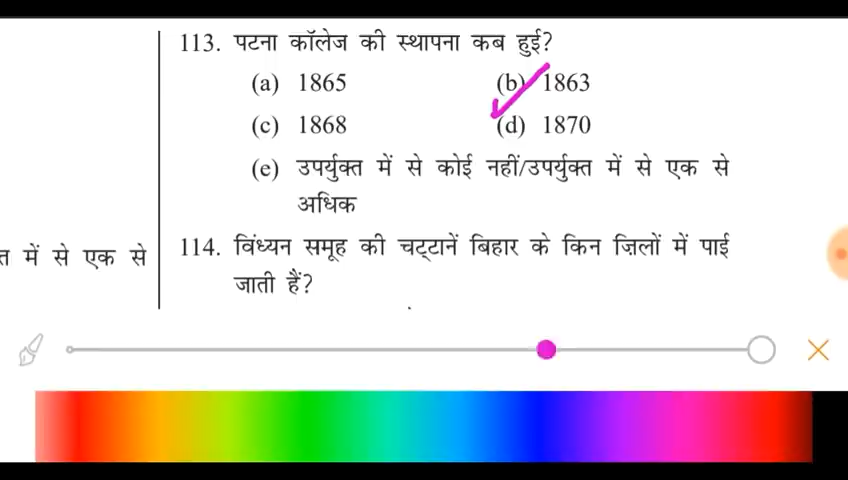 113. पटना कॉलेज की स्थापना कब हुई?
(a) 1865 (b) 1863
(c) 1868 (d) 1870
(e) उपर्युक्त में से कोई नहीं/उपर्युक्त में से एक से
अधिक
त में से एक से
114. विंध्यन समूह की चट्टानें बिहार के किन ज़िलों में पाई
जाती हैं?